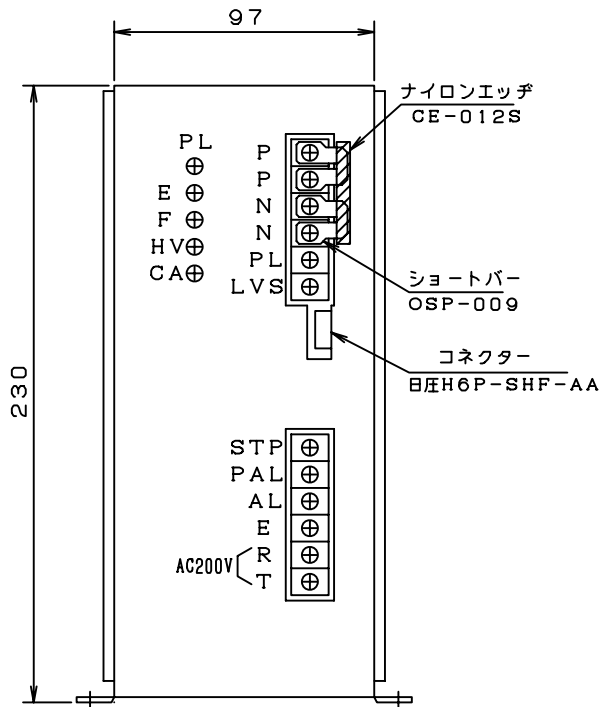 97
ナイロンエッヂ
CE-012S
PL
E
F
HV
CA
P
P
N
N
PL
LVS
ショートバー
OSP-009
コネクター
日圧H6P-SHF-AA
230
STP
PAL
AL
E
R
AC200V
T